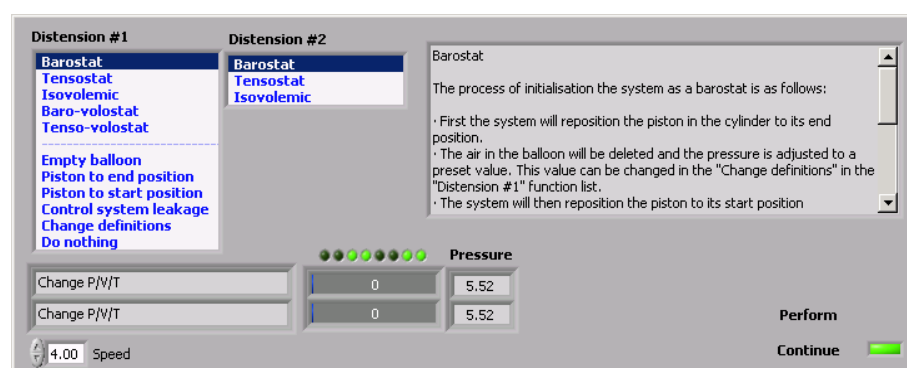 Distension #1
Barostat
Tensostat
Isovolemic
Baro-volostat
Tenso-volostat
Empty balloon
Piston to end position
Piston to start position
Control system leakage
Change definitions
Do nothing
Distension #2
Barostat
Tensostat
Isovolemic
Barostat
The process of initialisation the system as a barostat is as follows:
· First the system will reposition the piston in the cylinder to its end
position.
· The air in the balloon will be deleted and the pressure is adjusted to a
preset value. This value can be changed in the "Change definitions" in the
"Distension #1" function list.
· The system will then reposition the piston to its start position
Pressure
Change P/V/T
0
5.52
Change P/V/T
0
5.52
Perform
4.00 Speed
Continue